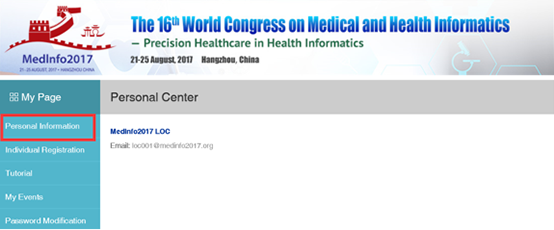 The 16th World Congress on Medical and Health Informatics
– Precision Healthcare in Health Informatics
21-25 August, 2017 Hangzhou, China
MedInfo2017
21-25 AUGUST, 2017 • HANGZHOU CHINA
My Page
Personal Center
Personal Information
MedInfo2017 LOC
Email: loc001@medinfo2017.org
Individual Registration
Tutorial
My Events
Password Modification